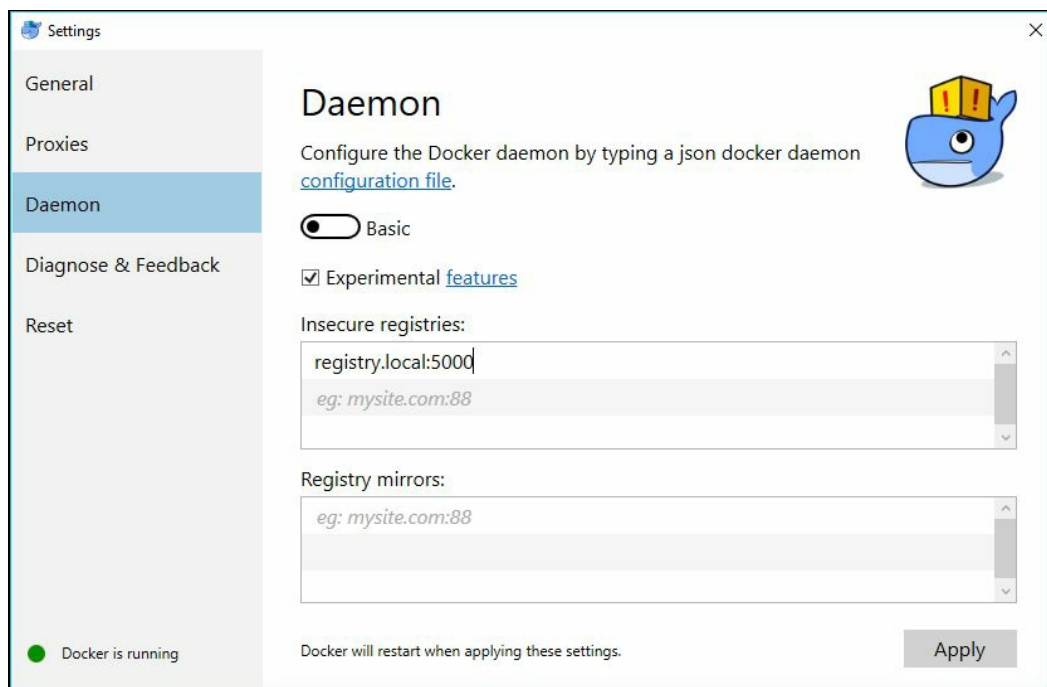 Settings
General
Proxies
Daemon
Diagnose & Feedback
Reset
Docker is running
Daemon
Configure the Docker daemon by typing a json docker daemon
configuration file.
Basic
Experimental features
Insecure registries:
registry.local:5000
eg: mysite.com:88
Registry mirrors:
eg: mysite.com:88
Docker will restart when applying these settings.
Apply
! !